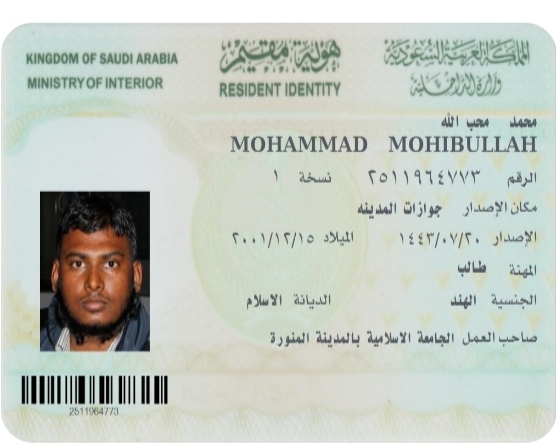 KINGDOM OF SAUDI ARABIA هوية مقيم المملكة العربية السعودية
MINISTRY OF INTERIOR RESIDENT IDENTITY وزارة الداخلية
محمد محب الله
MOHAMMAD MOHIBULLAH
الرقم ٢٥١١٩٦٤٧٧٣ نسخة ١
مكان الإصدار جوازات المدينه
الإصدار ١٤٤٣/٠٧/٢٠ الميلاد ٢٠٠١/١٢/١٥
المهنة طالب
الجنسية الهند الديانة الاسلام
صاحب العمل الجامعة الاسلامية بالمدينة المنورة
2511964773